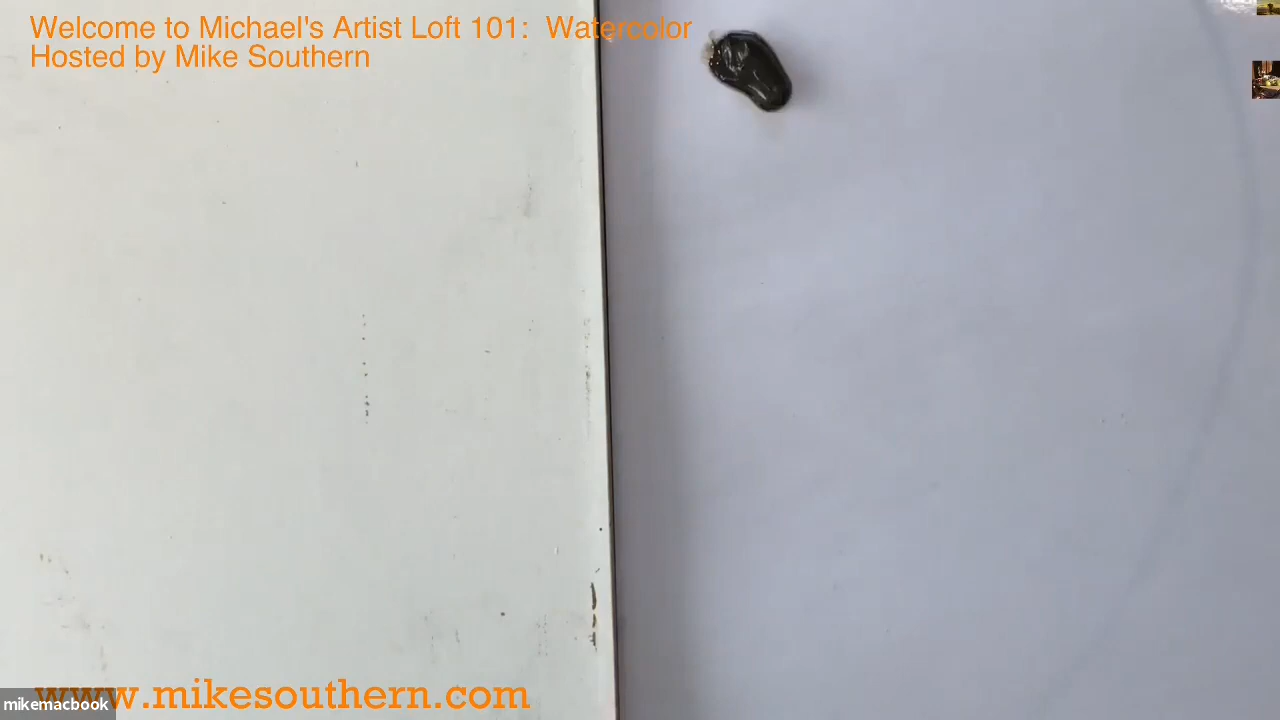 Welcome to Michael's Artist Loft 101:  Watercolor
Hosted by Mike Southern
www.mikesouthern.com
mikemacbook